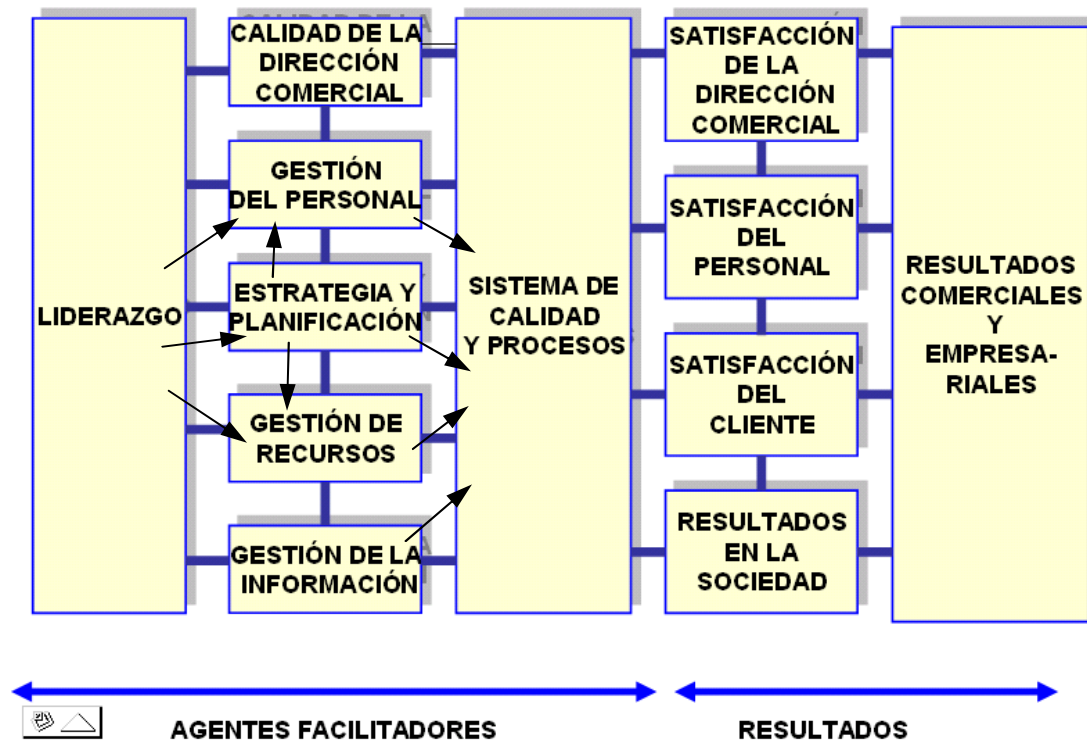 LIDERAZGO
CALIDAD DE LA
DIRECCIÓN
COMERCIAL
GESTIÓN
DEL PERSONAL
ESTRATEGIA Y
PLANIFICACIÓN
GESTIÓN DE
RECURSOS
GESTIÓN DE LA
INFORMACIÓN
SISTEMA DE
CALIDAD
Y PROCESOS
SATISFACCIÓN
DE LA
DIRECCIÓN
COMERCIAL
SATISFACCIÓN
DEL
PERSONAL
SATISFACCIÓN
DEL
CLIENTE
RESULTADOS
EN LA
SOCIEDAD
RESULTADOS
COMERCIALES
Y
EMPRESA-
RIALES
AGENTES FACILITADORES
RESULTADOS